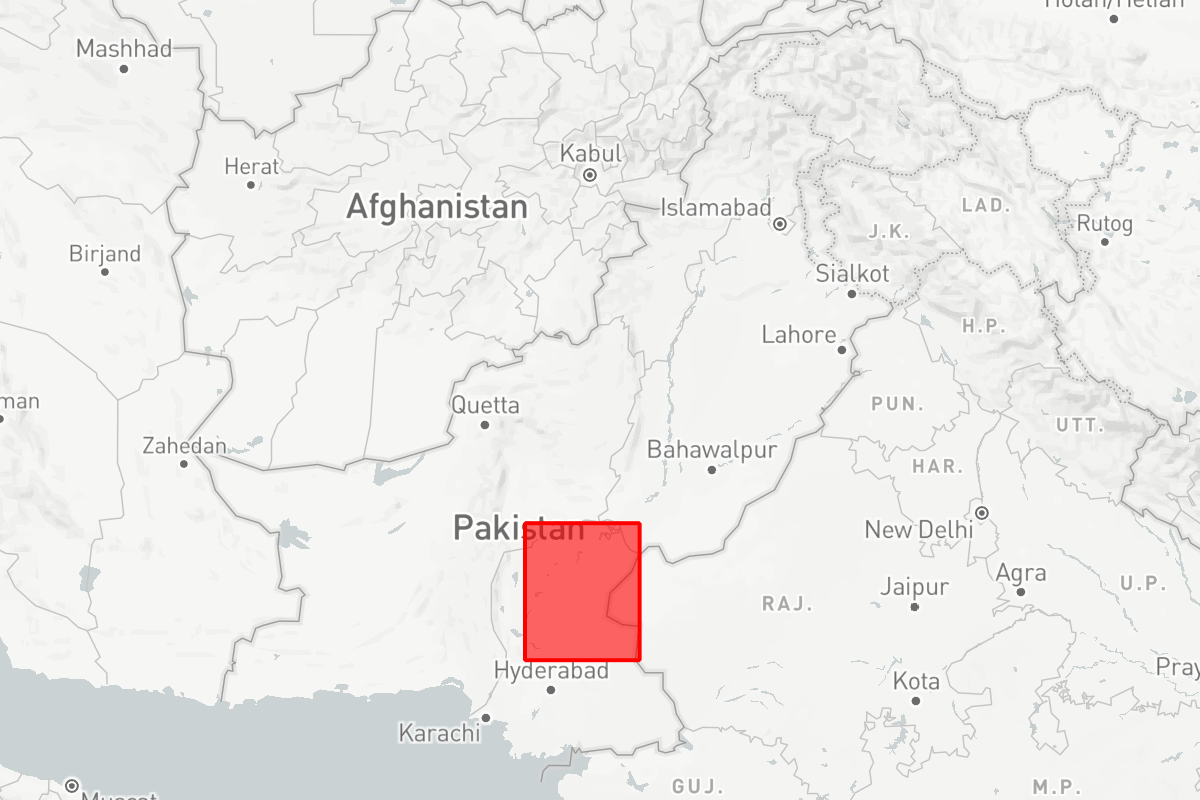 Hotan/Hetian
Mashhad
Kabul
Herat
Afghanistan
Islamabad
LAD.
Rutog
J.K.
Birjand
Sialkot
H.P.
Lahore
man
Quetta
PUN.
UTT.
Zahedan
Bahawalpur
HAR.
Pakistan
New Delhi
Agra
Jaipur
U.P.
RAJ.
Hyderabad
Pray
Kota
Karachi
GUJ.
M.P.
Muscat